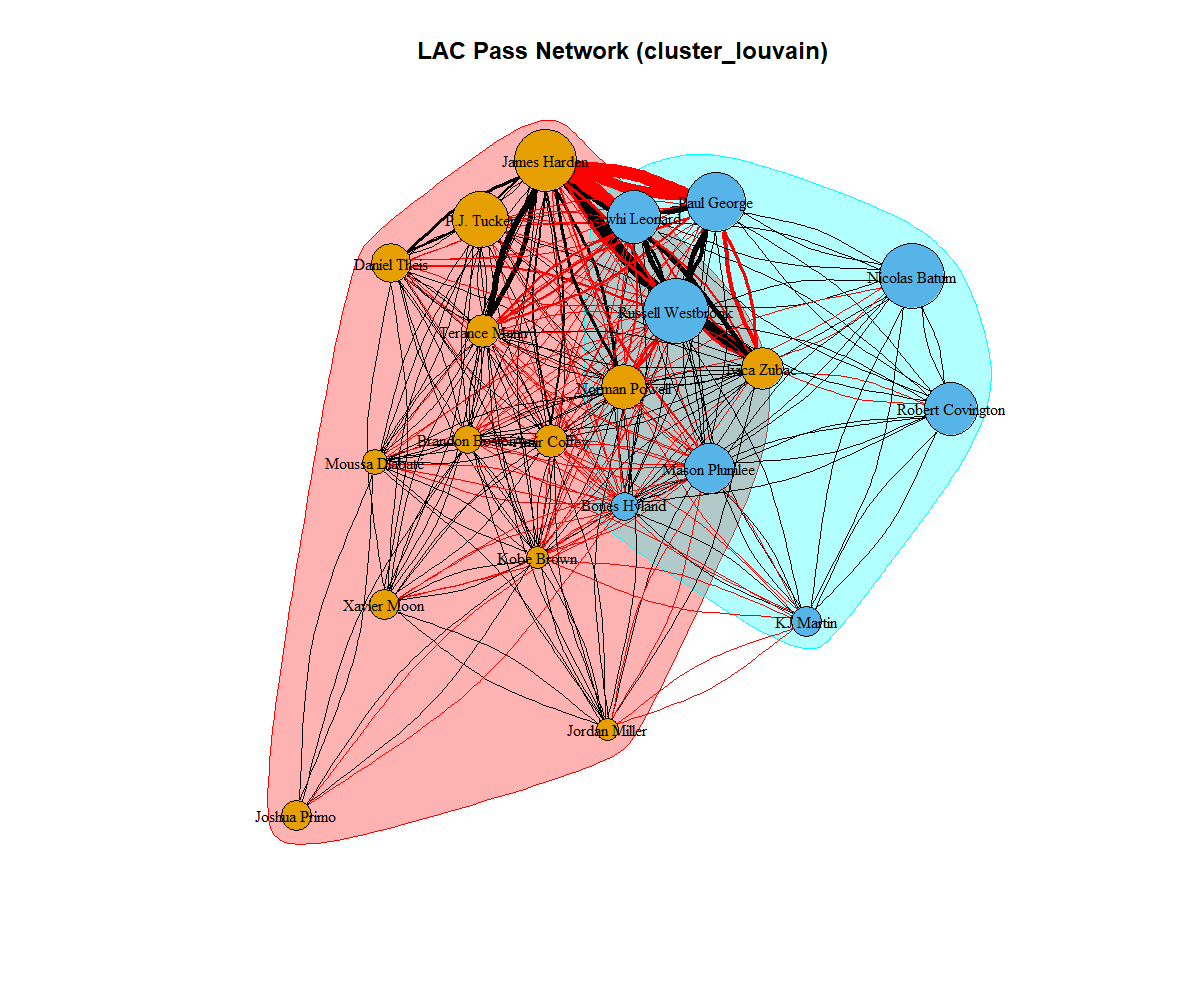 LAC Pass Network (cluster_louvain)
James Harden
Paul George
P.J. Tucker
Kawhi Leonard
Daniel Theis
Nicolas Batum
Russell Westbrook
Terance Mann
Ivica Zubac
Norman Powell
Robert Covington
Brandon Boston
Amir Coffey
Moussa Diabaté
Mason Plumlee
Bones Hyland
Kobe Brown
Xavier Moon
KJ Martin
Jordan Miller
Joshua Primo